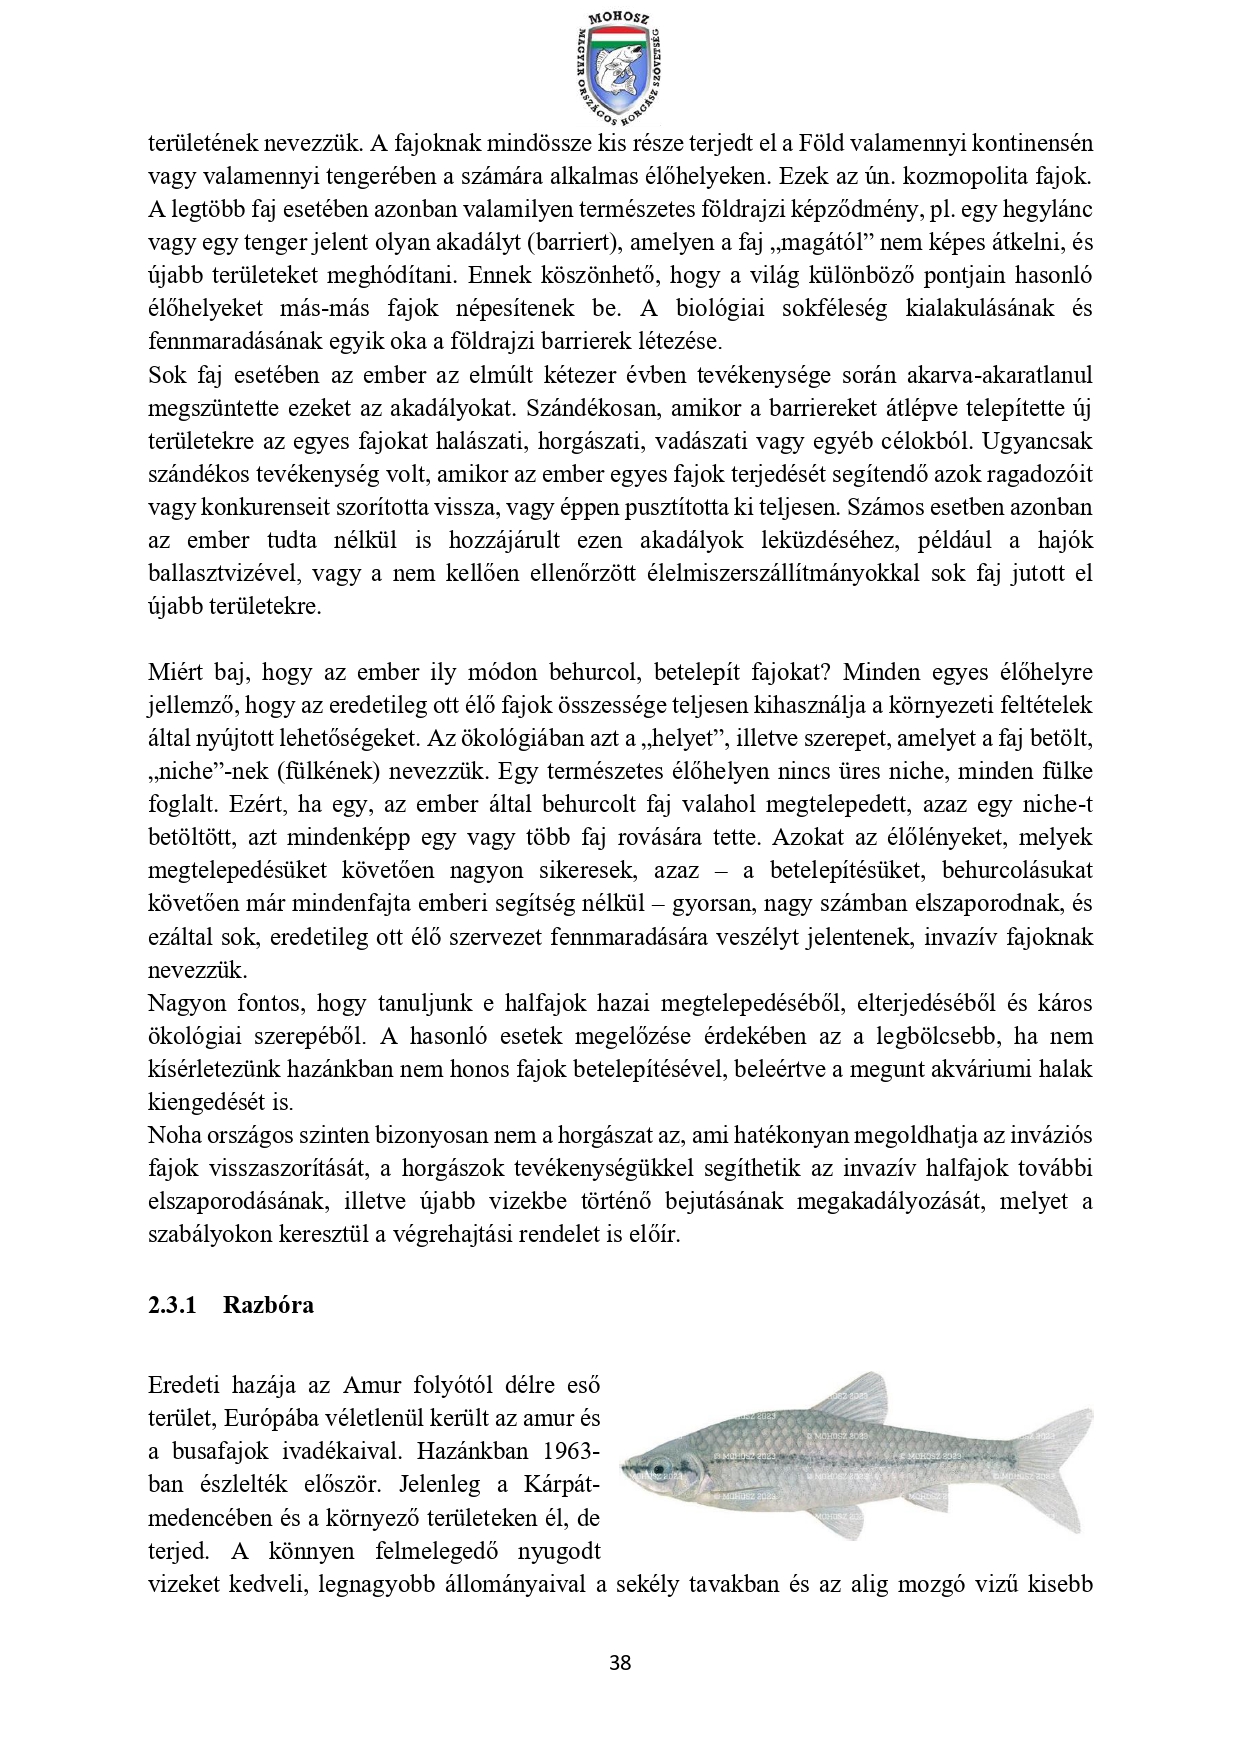 MOHOSZ
MAGYAR ORSZÁGOS HORGÁSZ SZÖVETSÉG
területének nevezzük. A fajoknak mindössze kis része terjedt el a Föld valamennyi kontinensén
vagy valamennyi tengerében a számára alkalmas élőhelyeken. Ezek az ún. kozmopolita fajok.
A legtöbb faj esetében azonban valamilyen természetes földrajzi képződmény, pl. egy hegylánc
vagy egy tenger jelent olyan akadályt (barriert), amelyen a faj „magától” nem képes átkelni, és
újabb területeket meghódítani. Ennek köszönhető, hogy a világ különböző pontjain hasonló
élőhelyeket más-más fajok népesítenek be. A biológiai sokféleség kialakulásának és
fennmaradásának egyik oka a földrajzi barrierek létezése.
Sok faj esetében az ember az elmúlt kétezer évben tevékenysége során akarva-akaratlanul
megszüntette ezeket az akadályokat. Szándékosan, amikor a barriereket átlépve telepítette új
területekre az egyes fajokat halászati, horgászati, vadászati vagy egyéb célokból. Ugyancsak
szándékos tevékenység volt, amikor az ember egyes fajok terjedését segítendő azok ragadozóit
vagy konkurenseit szorította vissza, vagy éppen pusztította ki teljesen. Számos esetben azonban
az ember tudta nélkül is hozzájárult ezen akadályok leküzdéséhez, például a hajók
ballasztvizével, vagy a nem kellően ellenőrzött élelmiszerszállítmányokkal sok faj jutott el
újabb területekre.
Miért baj, hogy az ember ily módon behurcol, betelepít fajokat? Minden egyes élőhelyre
jellemző, hogy az eredetileg ott élő fajok összessége teljesen kihasználja a környezeti feltételek
által nyújtott lehetőségeket. Az ökológiában azt a „helyet”, illetve szerepet, amelyet a faj betölt,
„niche”-nek (fülkének) nevezzük. Egy természetes élőhelyen nincs üres niche, minden fülke
foglalt. Ezért, ha egy, az ember által behurcolt faj valahol megtelepedett, azaz egy niche-t
betöltött, azt mindenképp egy vagy több faj rovására tette. Azokat az élőlényeket, melyek
megtelepedésüket követően nagyon sikeresek, azaz – a betelepítésüket, behurcolásukat
követően már mindenfajta emberi segítség nélkül – gyorsan, nagy számban elszaporodnak, és
ezáltal sok, eredetileg ott élő szervezet fennmaradására veszélyt jelentenek, invazív fajoknak
nevezzük.
Nagyon fontos, hogy tanuljunk e halfajok hazai megtelepedéséből, elterjedéséből és káros
ökológiai szerepéből. A hasonló esetek megelőzése érdekében az a legbölcsebb, ha nem
kísérletezünk hazánkban nem honos fajok betelepítésével, beleértve a megunt akváriumi halak
kiengedését is.
Noha országos szinten bizonyosan nem a horgászat az, ami hatékonyan megoldhatja az inváziós
fajok visszaszorítását, a horgászok tevékenységükkel segíthetik az invazív halfajok további
elszaporodásának, illetve újabb vizekbe történő bejutásának megakadályozását, melyet a
szabályokon keresztül a végrehajtási rendelet is előír.
2.3.1 Razbóra
Eredeti hazája az Amur folyótól délre eső
terület, Európába véletlenül került az amur és
a busafajok ivadékaival. Hazánkban 1963-
ban észlelték először. Jelenleg a Kárpát-
medencében és a környező területeken él, de
terjed. A könnyen felmelegedő nyugodt
vizeket kedveli, legnagyobb állományaival a sekély tavakban és az alig mozgó vizű kisebb
© MOHOSZ 2023
38